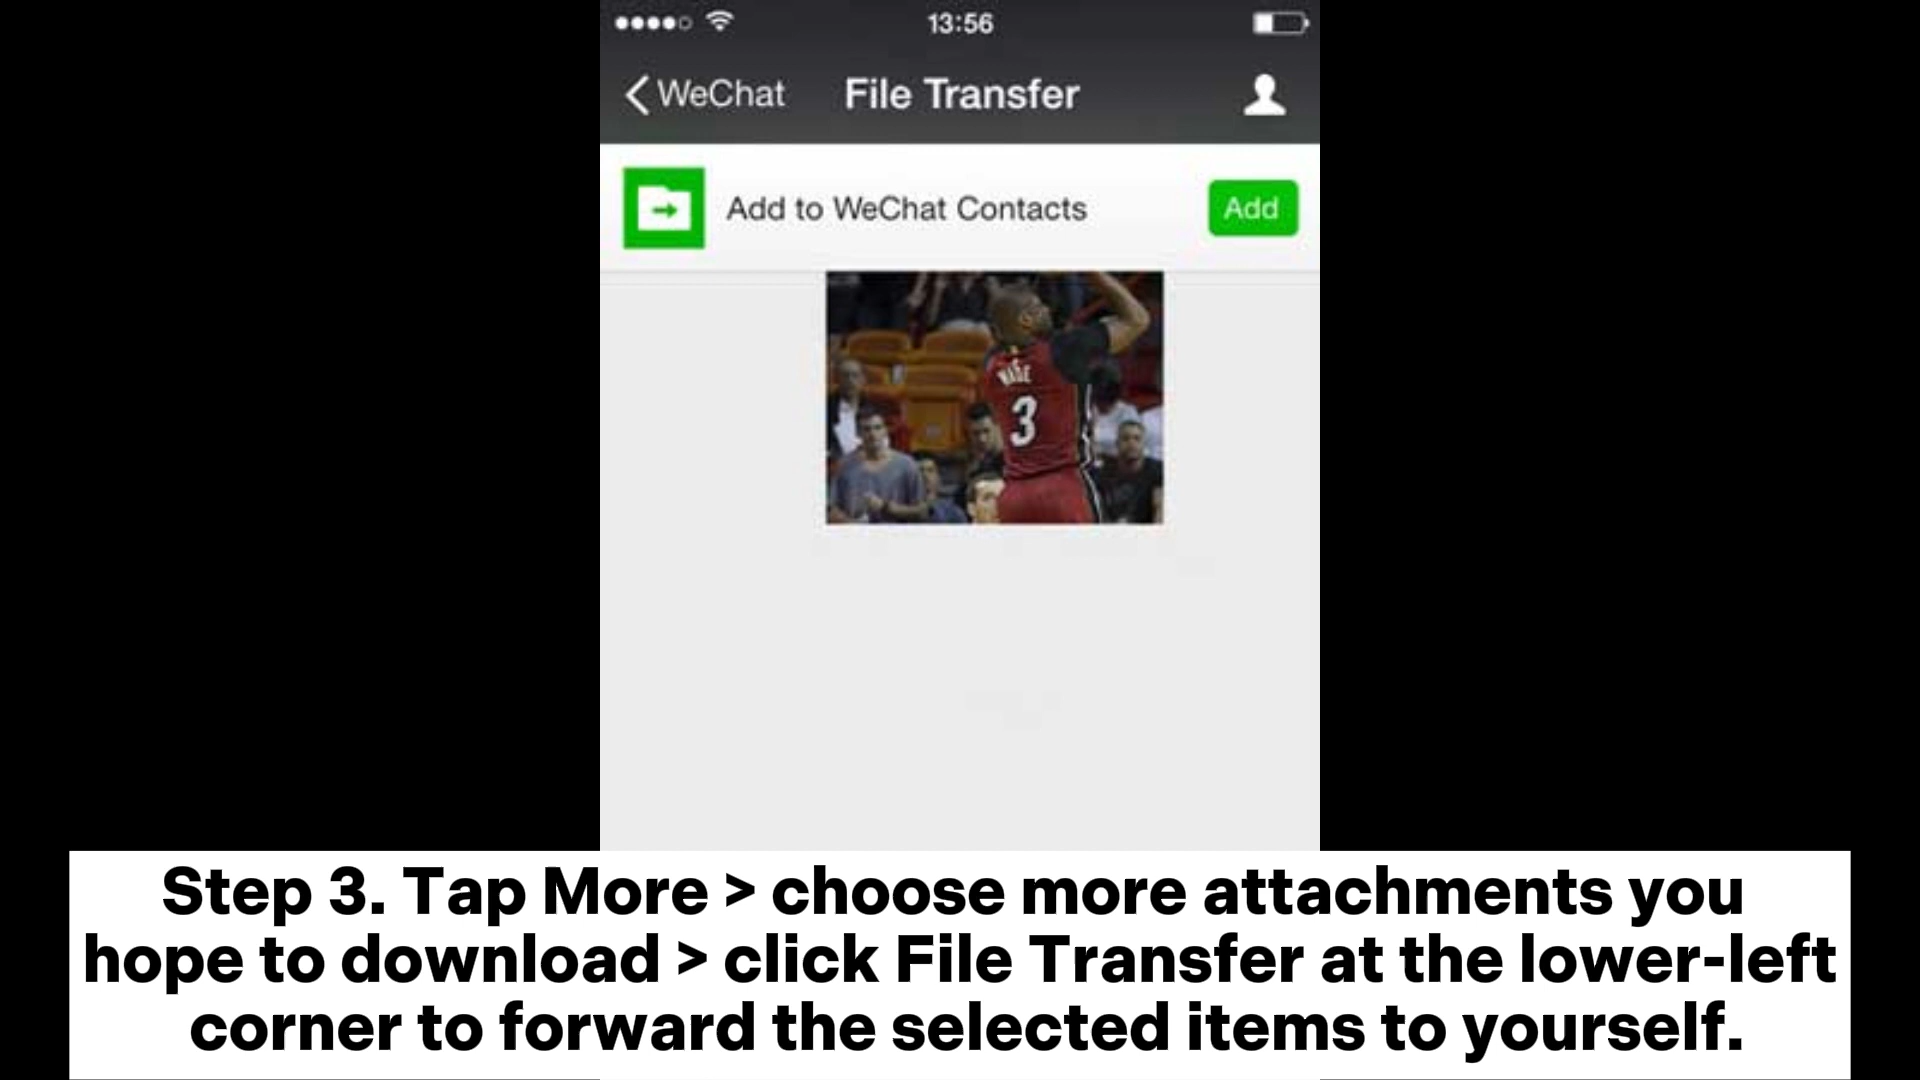 13:56
WeChat File Transfer
Add to WeChat Contacts Add
WADE
3
Step 3. Tap More > choose more attachments you
hope to download > click File Transfer at the lower-left
corner to forward the selected items to yourself.